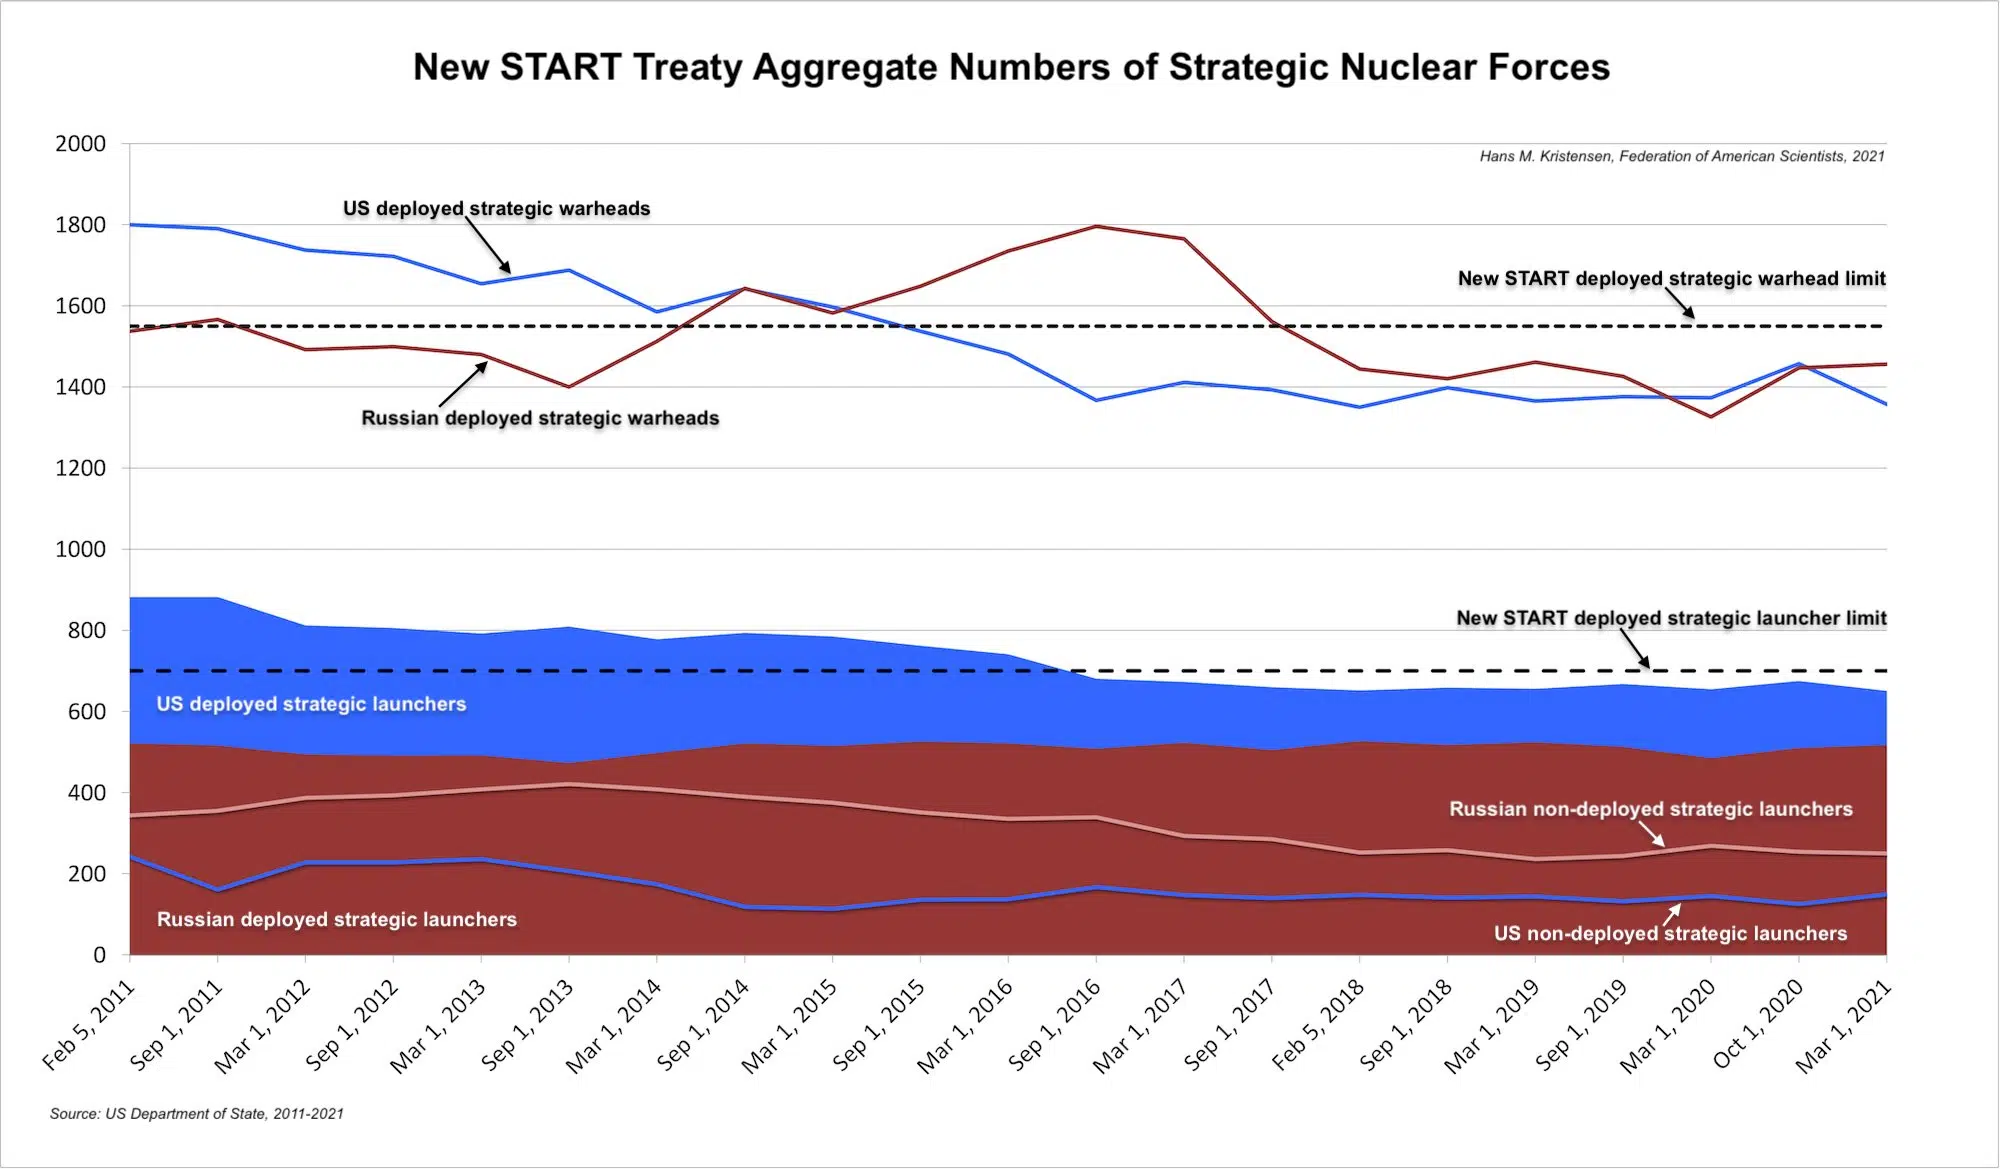 New START Treaty Aggregate Numbers of Strategic Nuclear Forces
2000
Hans M. Kristensen, Federation of American Scientists, 2021
US deployed strategic warheads
1800
New START deployed strategic warhead limit
1600
1400
Russian deployed strategic warheads
1200
1000
New START deployed strategic launcher limit
800
US deployed strategic launchers
600
400
Russian non-deployed strategic launchers
200
Russian deployed strategic launchers
US non-deployed strategic launchers
0
Feb 5, 2011
Sep 1, 2011
Mar 1, 2012
Sep 1, 2012
Mar 1, 2013
Sep 1, 2013
Mar 1, 2014
Sep 1, 2014
Mar 1, 2015
Sep 1, 2015
Mar 1, 2016
Sep 1, 2016
Mar 1, 2017
Sep 1, 2017
Feb 5, 2018
Sep 1, 2018
Mar 1, 2019
Sep 1, 2019
Mar 1, 2020
Oct 1, 2020
Mar 1, 2021
Source: US Department of State, 2011-2021